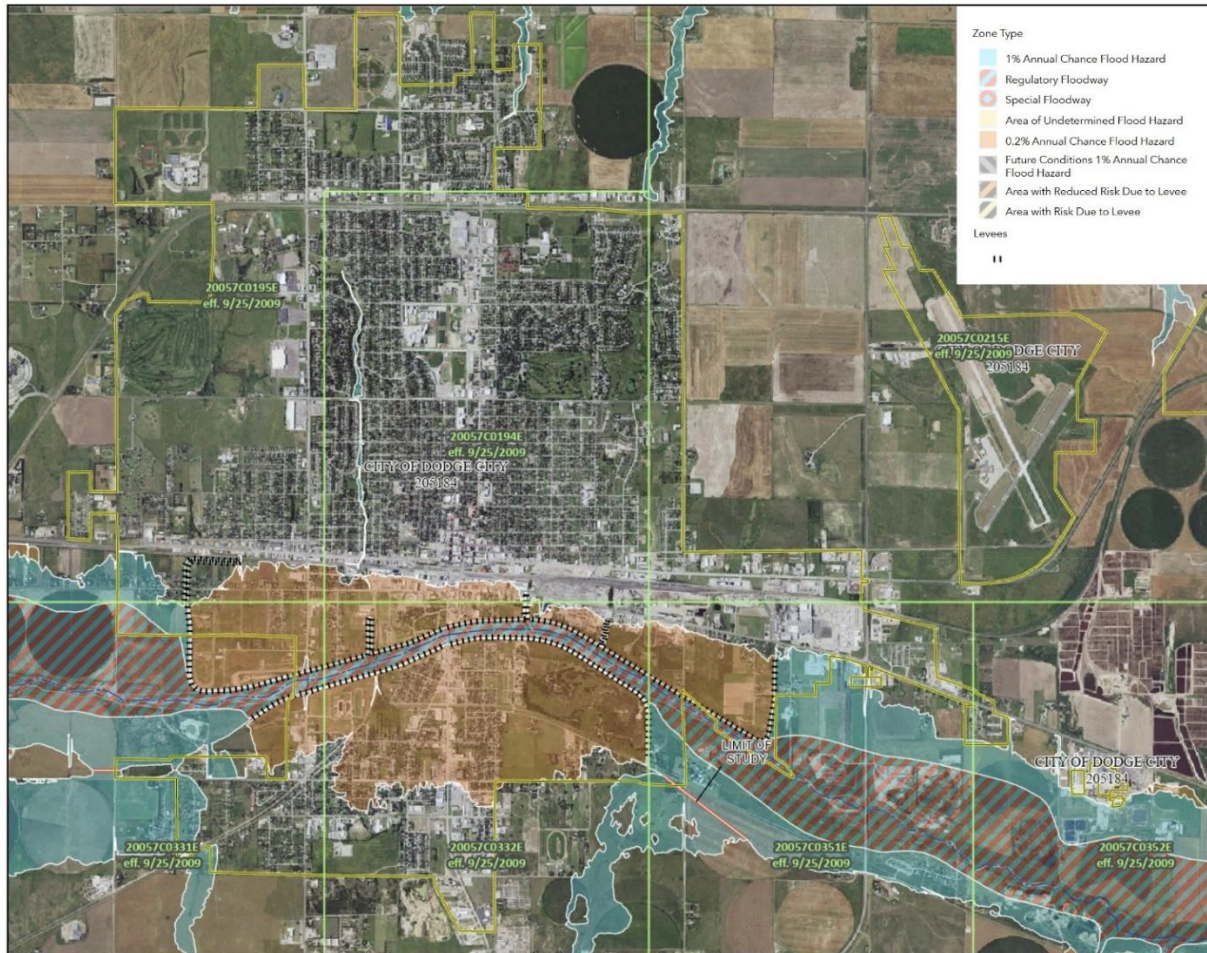 Zone Type
1% Annual Chance Flood Hazard
Regulatory Floodway
Special Floodway
Area of Undetermined Flood Hazard
0.2% Annual Chance Flood Hazard
Future Conditions 1% Annual Chance
Flood Hazard
Area with Reduced Risk Due to Levee
Area with Risk Due to Levee
Levees
20057C0195E
eff. 9/25/2009
20057C0215E
eff. 9/25/2009
CITY OF DODGE CITY
205184
20057C0194E
eff. 9/25/2009
CITY OF DODGE CITY
205184
LIMIT OF
STUDY
CITY OF DODGE CITY
205184
20057C0331E
eff. 9/25/2009
20057C0332E
eff. 9/25/2009
20057C0351E
eff. 9/25/2009
20057C0352E
eff. 9/25/2009